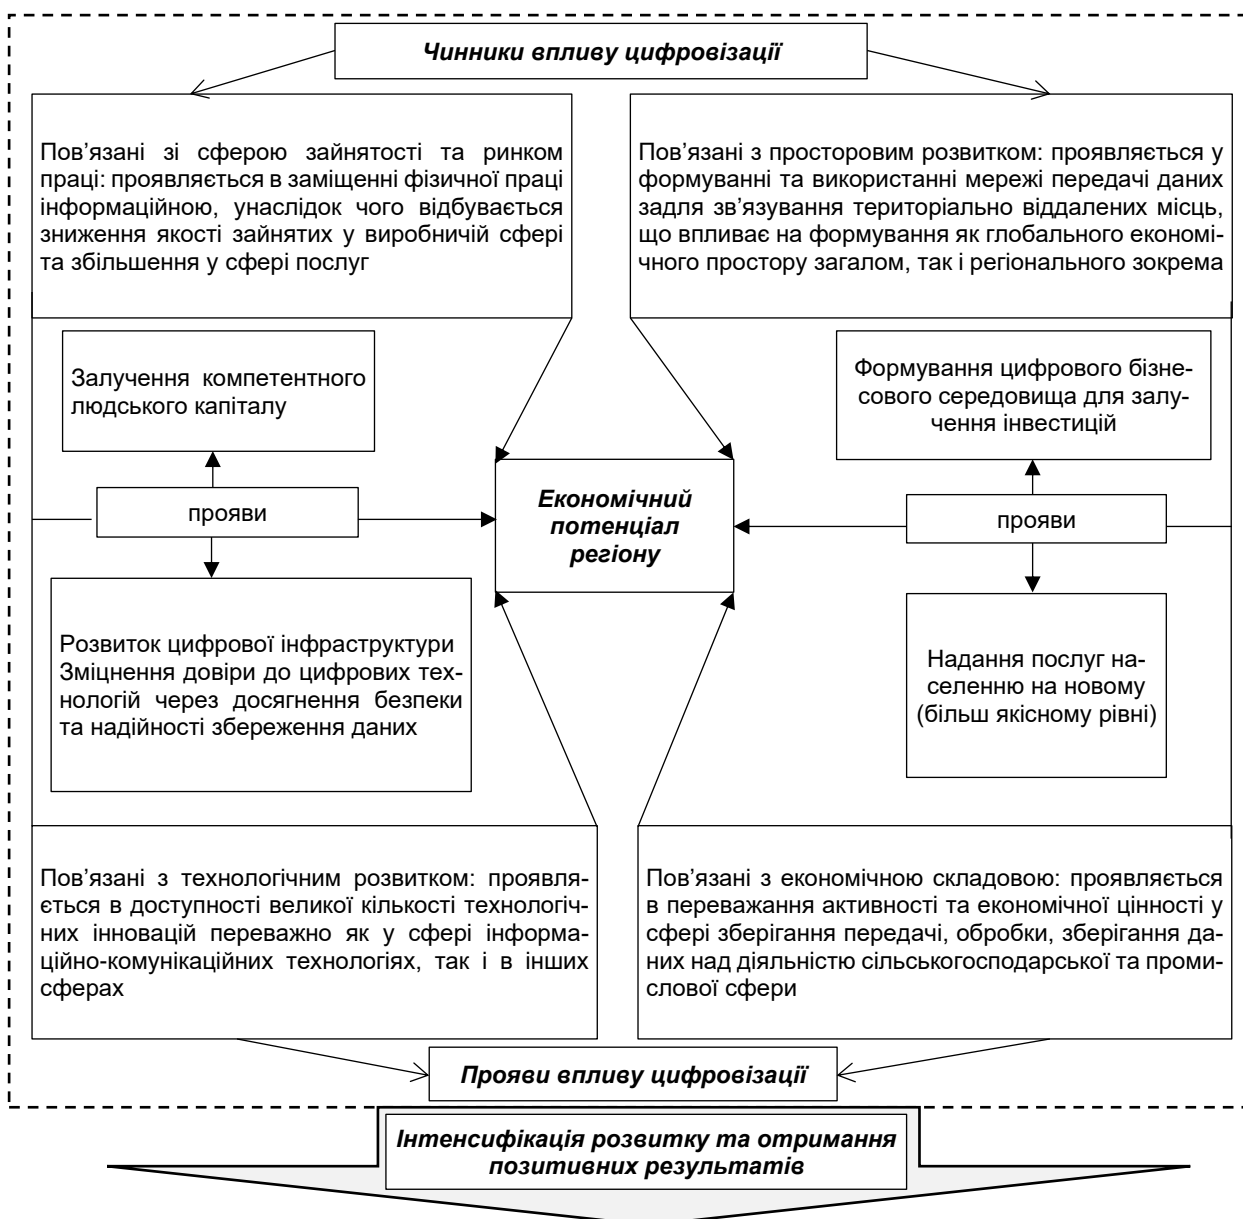 Чинники впливу цифровізації
Пов’язані зі сферою зайнятості та ринком
праці: проявляється в заміщенні фізичної праці
інформаційною, унаслідок чого відбувається
зниження якості зайнятих у виробничій сфері
та збільшення у сфері послуг
Пов’язані з просторовим розвитком: проявляється у
формуванні та використанні мережі передачі даних
задля зв’язування територіально віддалених місць,
що впливає на формування як глобального економі-
чного простору загалом, так і регіонального зокрема
Залучення компетентного
людського капіталу
Формування цифрового бізне-
сового середовища для залу-
чення інвестицій
прояви
Економічний
потенціал
регіону
прояви
Розвиток цифрової інфраструктури
Зміцнення довіри до цифрових тех-
нологій через досягнення безпеки
та надійності збереження даних
Надання послуг на-
селенню на новому
(більш якісному рівні)
Пов’язані з технологічним розвитком: проявля-
ється в доступності великої кількості технологіч-
них інновацій переважно як у сфері інформа-
ційно-комунікаційних технологіях, так і в інших
сферах
Пов’язані з економічною складовою: проявляється
в переважання активності та економічної цінності у
сфері зберігання передачі, обробки, зберігання да-
них над діяльністю сільськогосподарської та проми-
слової сфери
Прояви впливу цифровізації
Інтенсифікація розвитку та отримання
позитивних результатів